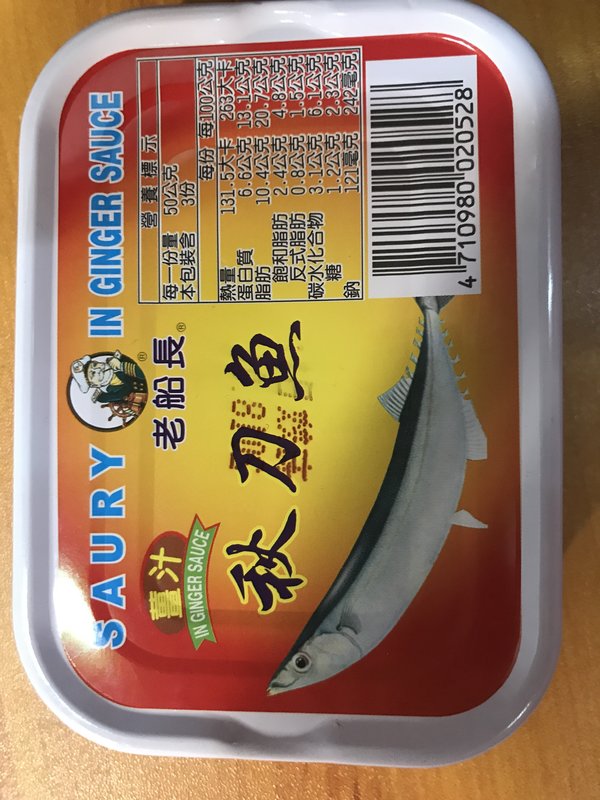 SAURY IN GINGER SAUCE
®
老船長®
薑汁
IN GINGER SAUCE
秋刀魚
營養標示
每一份量 50公克
本包裝含 3份
每份 每100公克
熱量 131.5大卡 263大卡
蛋白質 6.6公克 13.1公克
脂肪 10.4公克 20.7公克
飽和脂肪 2.4公克 4.8公克
反式脂肪 0.8公克 1.5公克
碳水化合物 3.1公克 6.1公克
糖 1.2公克 2.3公克
鈉 121毫克 242毫克
4 710980 020528